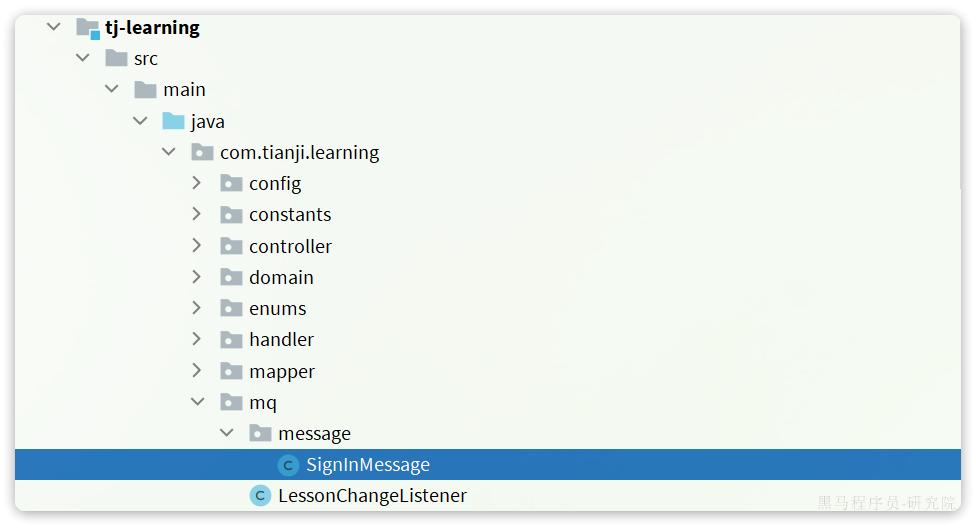 tj-learning
src
main
java
com.tianji.learning
config
constants
controller
domain
enums
handler
mapper
mq
message
C SignInMessage
C LessonChangeListener
黑马程序员-研究院